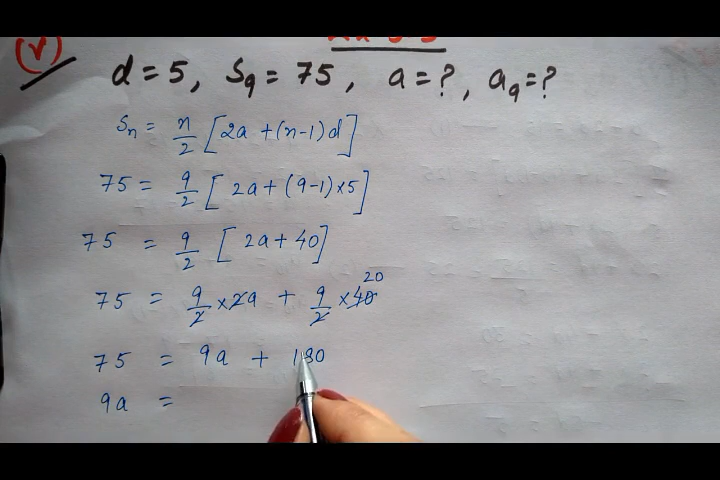 (v)
d = 5, S₉ = 75, a = ?, a₉ = ?
Sₙ = n/2 [2a + (n-1)d]
75 = 9/2 [2a + (9-1)×5]
75 = 9/2 [2a + 40]
20
75 = 9/2 × 2a + 9/2 × 40
75 = 9a + 180
9a =